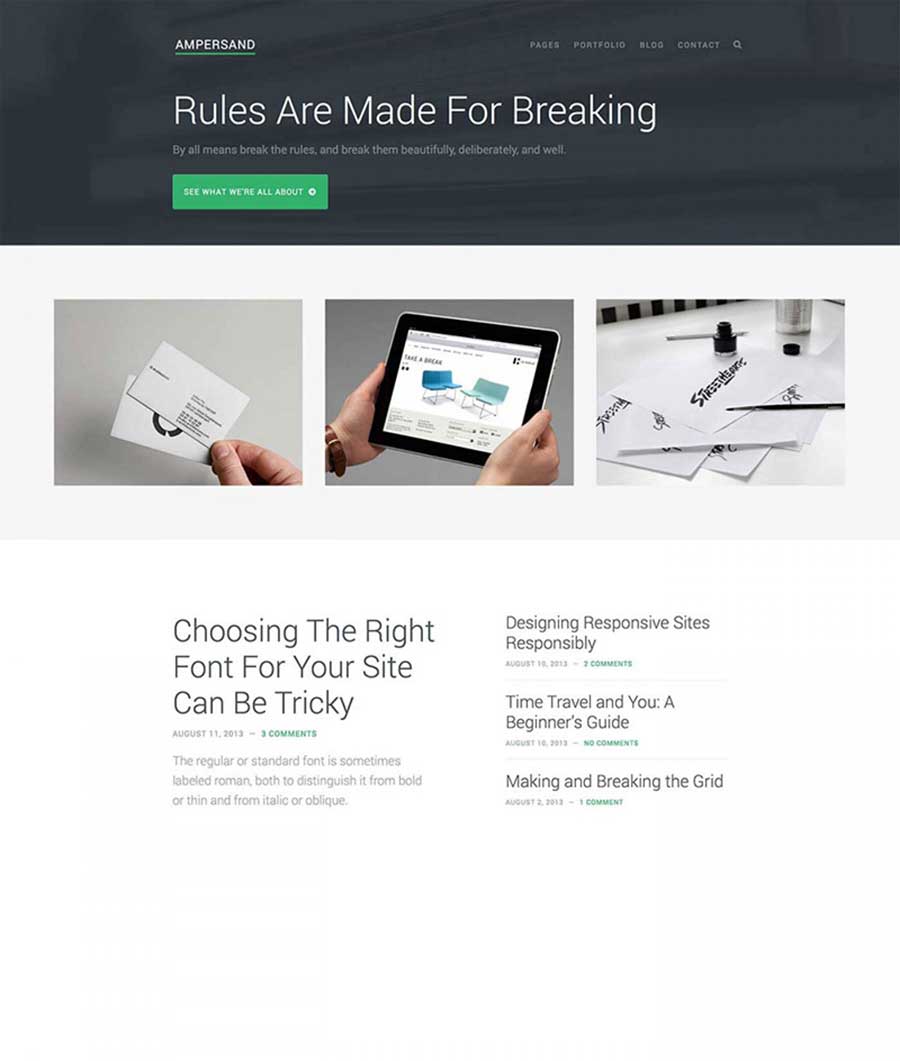 AMPERSAND
PAGES PORTFOLIO BLOG CONTACT
Rules Are Made For Breaking
By all means break the rules, and break them beautifully, deliberately, and well.
SEE WHAT WE'RE ALL ABOUT
TAKE A BREAK
Choosing The Right
Font For Your Site
Can Be Tricky
AUGUST 11, 2013 — 3 COMMENTS
The regular or standard font is sometimes
labeled roman, both to distinguish it from bold
or thin and from italic or oblique.
Designing Responsive Sites
Responsibly
AUGUST 10, 2013 — 2 COMMENTS
Time Travel and You: A
Beginner's Guide
AUGUST 10, 2013 — NO COMMENTS
Making and Breaking the Grid
AUGUST 2, 2013 — 1 COMMENT